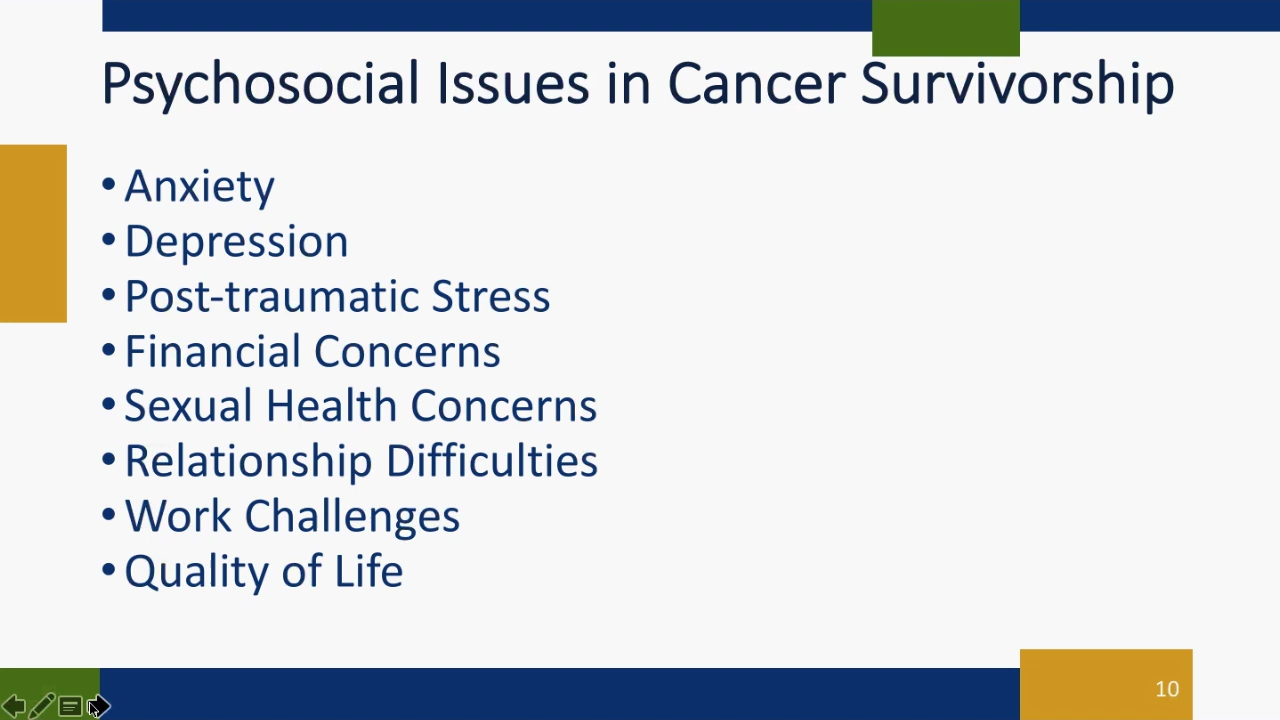 Psychosocial Issues in Cancer Survivorship
• Anxiety
• Depression
• Post-traumatic Stress
• Financial Concerns
• Sexual Health Concerns
• Relationship Difficulties
• Work Challenges
• Quality of Life
10